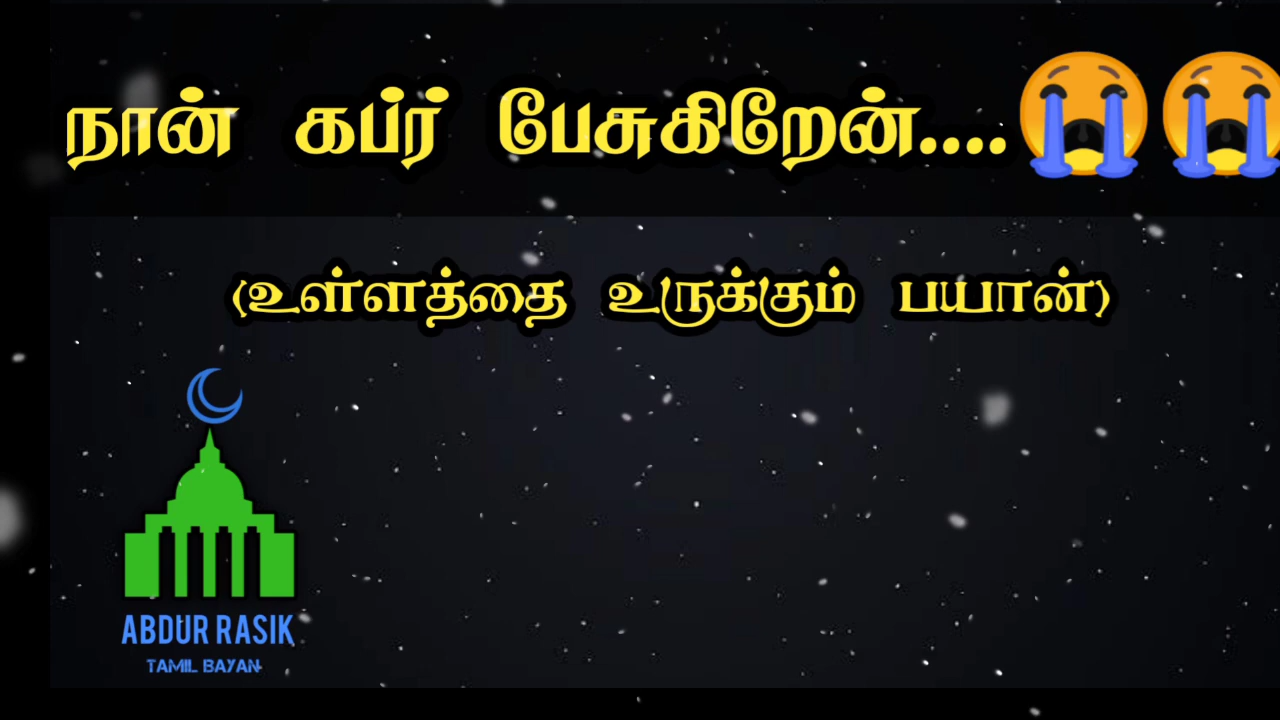 நான் கப்ர் பேசுகிறேன்....😭😭
(உள்ளத்தை உருக்கும் பயான்)
ABDUR RASIK
TAMIL BAYAN